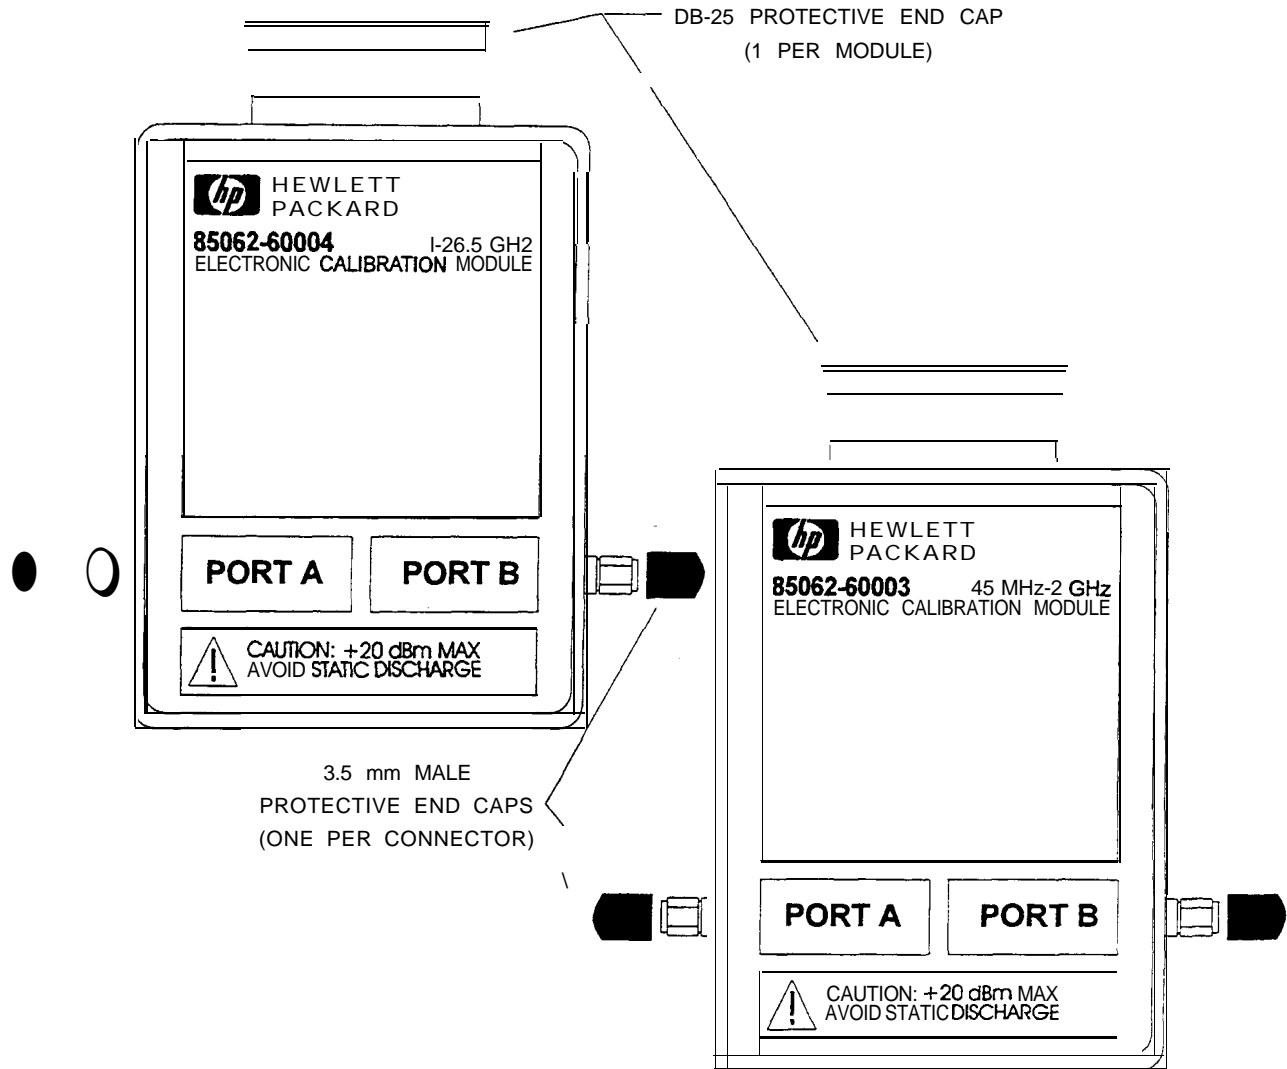 DB-25 PROTECTIVE END CAP
(1 PER MODULE)
hp HEWLETT
PACKARD
85062-60004 I-26.5 GH2
ELECTRONIC CALIBRATION MODULE
PORT A PORT B
CAUTION: +20 dBm MAX
AVOID STATIC DISCHARGE
3.5 mm MALE
PROTECTIVE END CAPS
(ONE PER CONNECTOR)
hp HEWLETT
PACKARD
85062-60003 45 MHz-2 GHz
ELECTRONIC CALIBRATION MODULE
PORT A PORT B
CAUTION: +20 dBm MAX
AVOID STATIC DISCHARGE